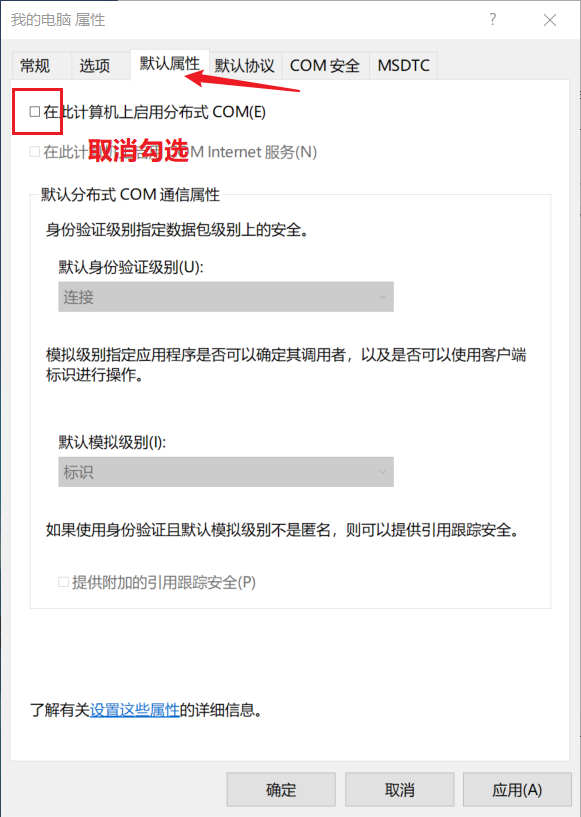 我的电脑 属性
常规 选项 默认属性 默认协议 COM 安全 MSDTC
在此计算机上启用分布式 COM(E)
取消勾选
在此计 OM Internet 服务(N)
默认分布式 COM 通信属性
身份验证级别指定数据包级别上的安全。
默认身份验证级别(U):
连接
模拟级别指定应用程序是否可以确定其调用者，以及是否可以使用客户端
标识进行操作。
默认模拟级别(I):
标识
如果使用身份验证且默认模拟级别不是匿名，则可以提供引用跟踪安全。
提供附加的引用跟踪安全(P)
了解有关设置这些属性的详细信息。
确定 取消 应用(A)